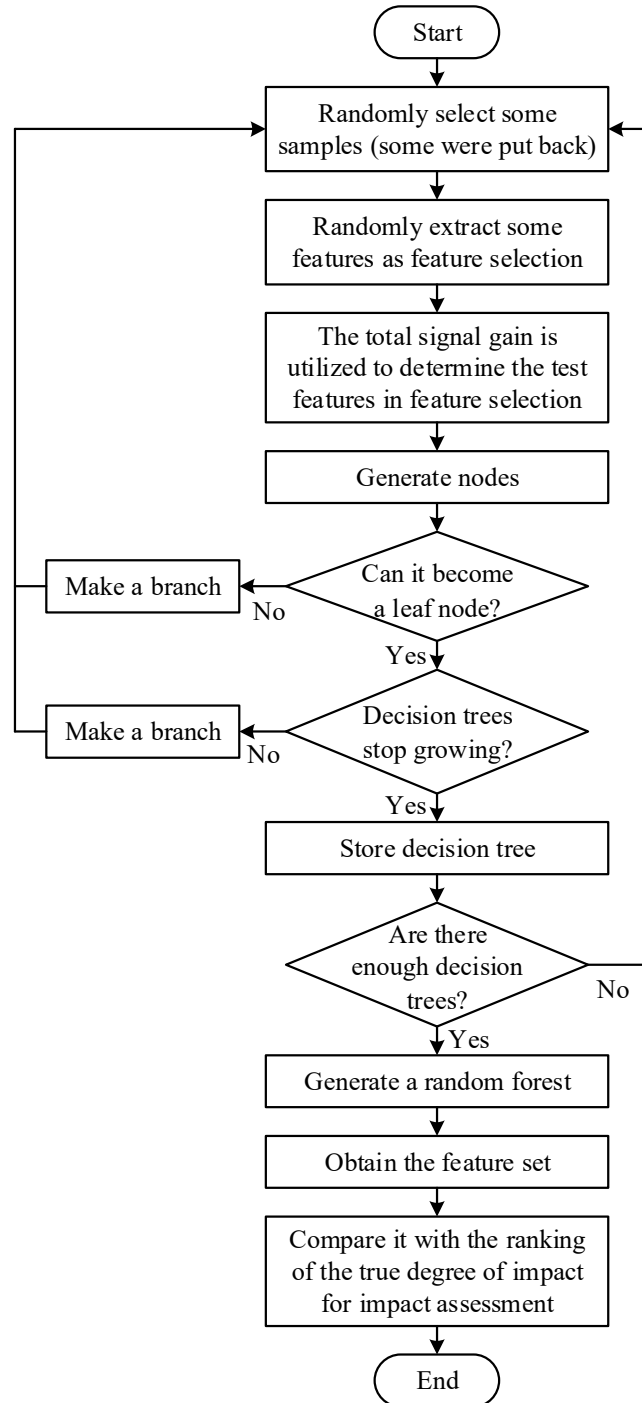 Start
Randomly select some
samples (some were put back)
Randomly extract some
features as feature selection
The total signal gain is
utilized to determine the test
features in feature selection
Generate nodes
Can it become
a leaf node?
Make a branch
No
Yes
Decision trees
stop growing?
Make a branch
No
Yes
Store decision tree
Are there
enough decision
trees?
No
Yes
Generate a random forest
Obtain the feature set
Compare it with the ranking
of the true degree of impact
for impact assessment
End